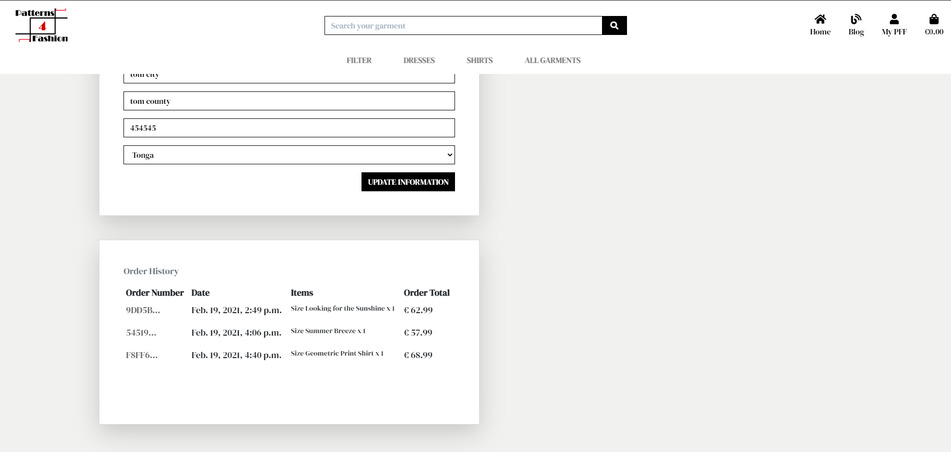 Patterns
4
Fashion
Search your garment
Home
Blog
My PFF
€0.00
FILTER
DRESSES
SHIRTS
ALL GARMENTS
tom city
tom county
454545
Tonga
UPDATE INFORMATION
Order History
Order Number Date Items Order Total
9DD5B... Feb. 19, 2021, 2:49 p.m. Size Looking for the Sunshine x 1 € 62.99
54519... Feb. 19, 2021, 4:06 p.m. Size Summer Breeze x 1 € 57.99
F8FF6... Feb. 19, 2021, 4:40 p.m. Size Geometric Print Shirt x 1 € 68.99